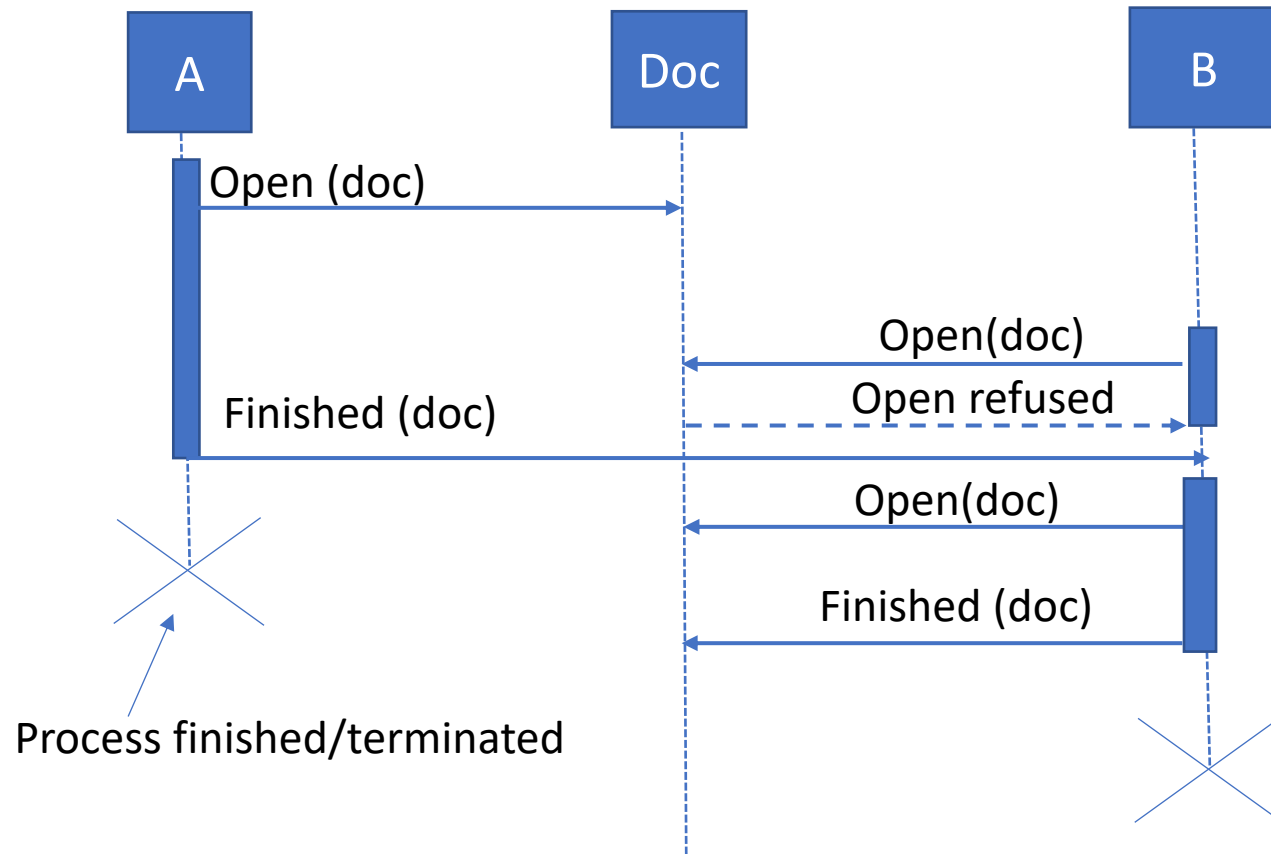 A
Doc
B
Open (doc)
Open(doc)
Open refused
Finished (doc)
Open(doc)
Finished (doc)
Process finished/terminated